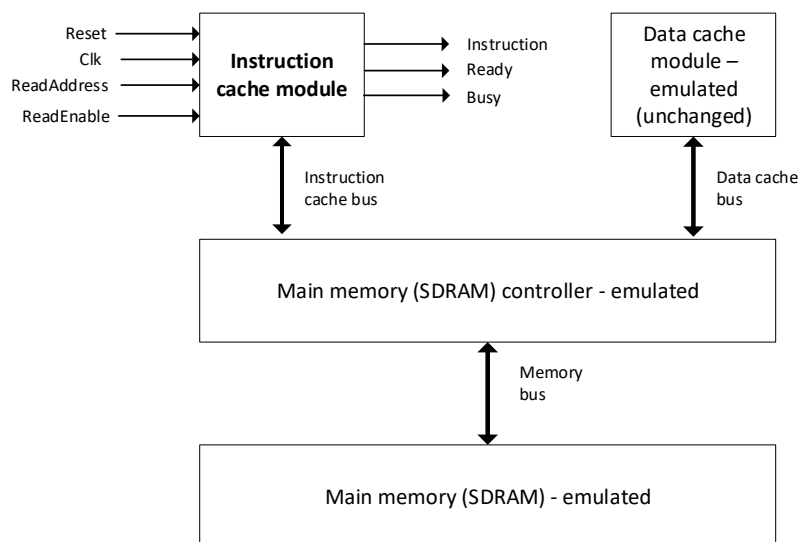 Reset
Clk
ReadAddress
ReadEnable
Instruction
cache module
Instruction
Ready
Busy
Data cache
module –
emulated
(unchanged)
Instruction
cache bus
Data cache
bus
Main memory (SDRAM) controller - emulated
Memory
bus
Main memory (SDRAM) - emulated